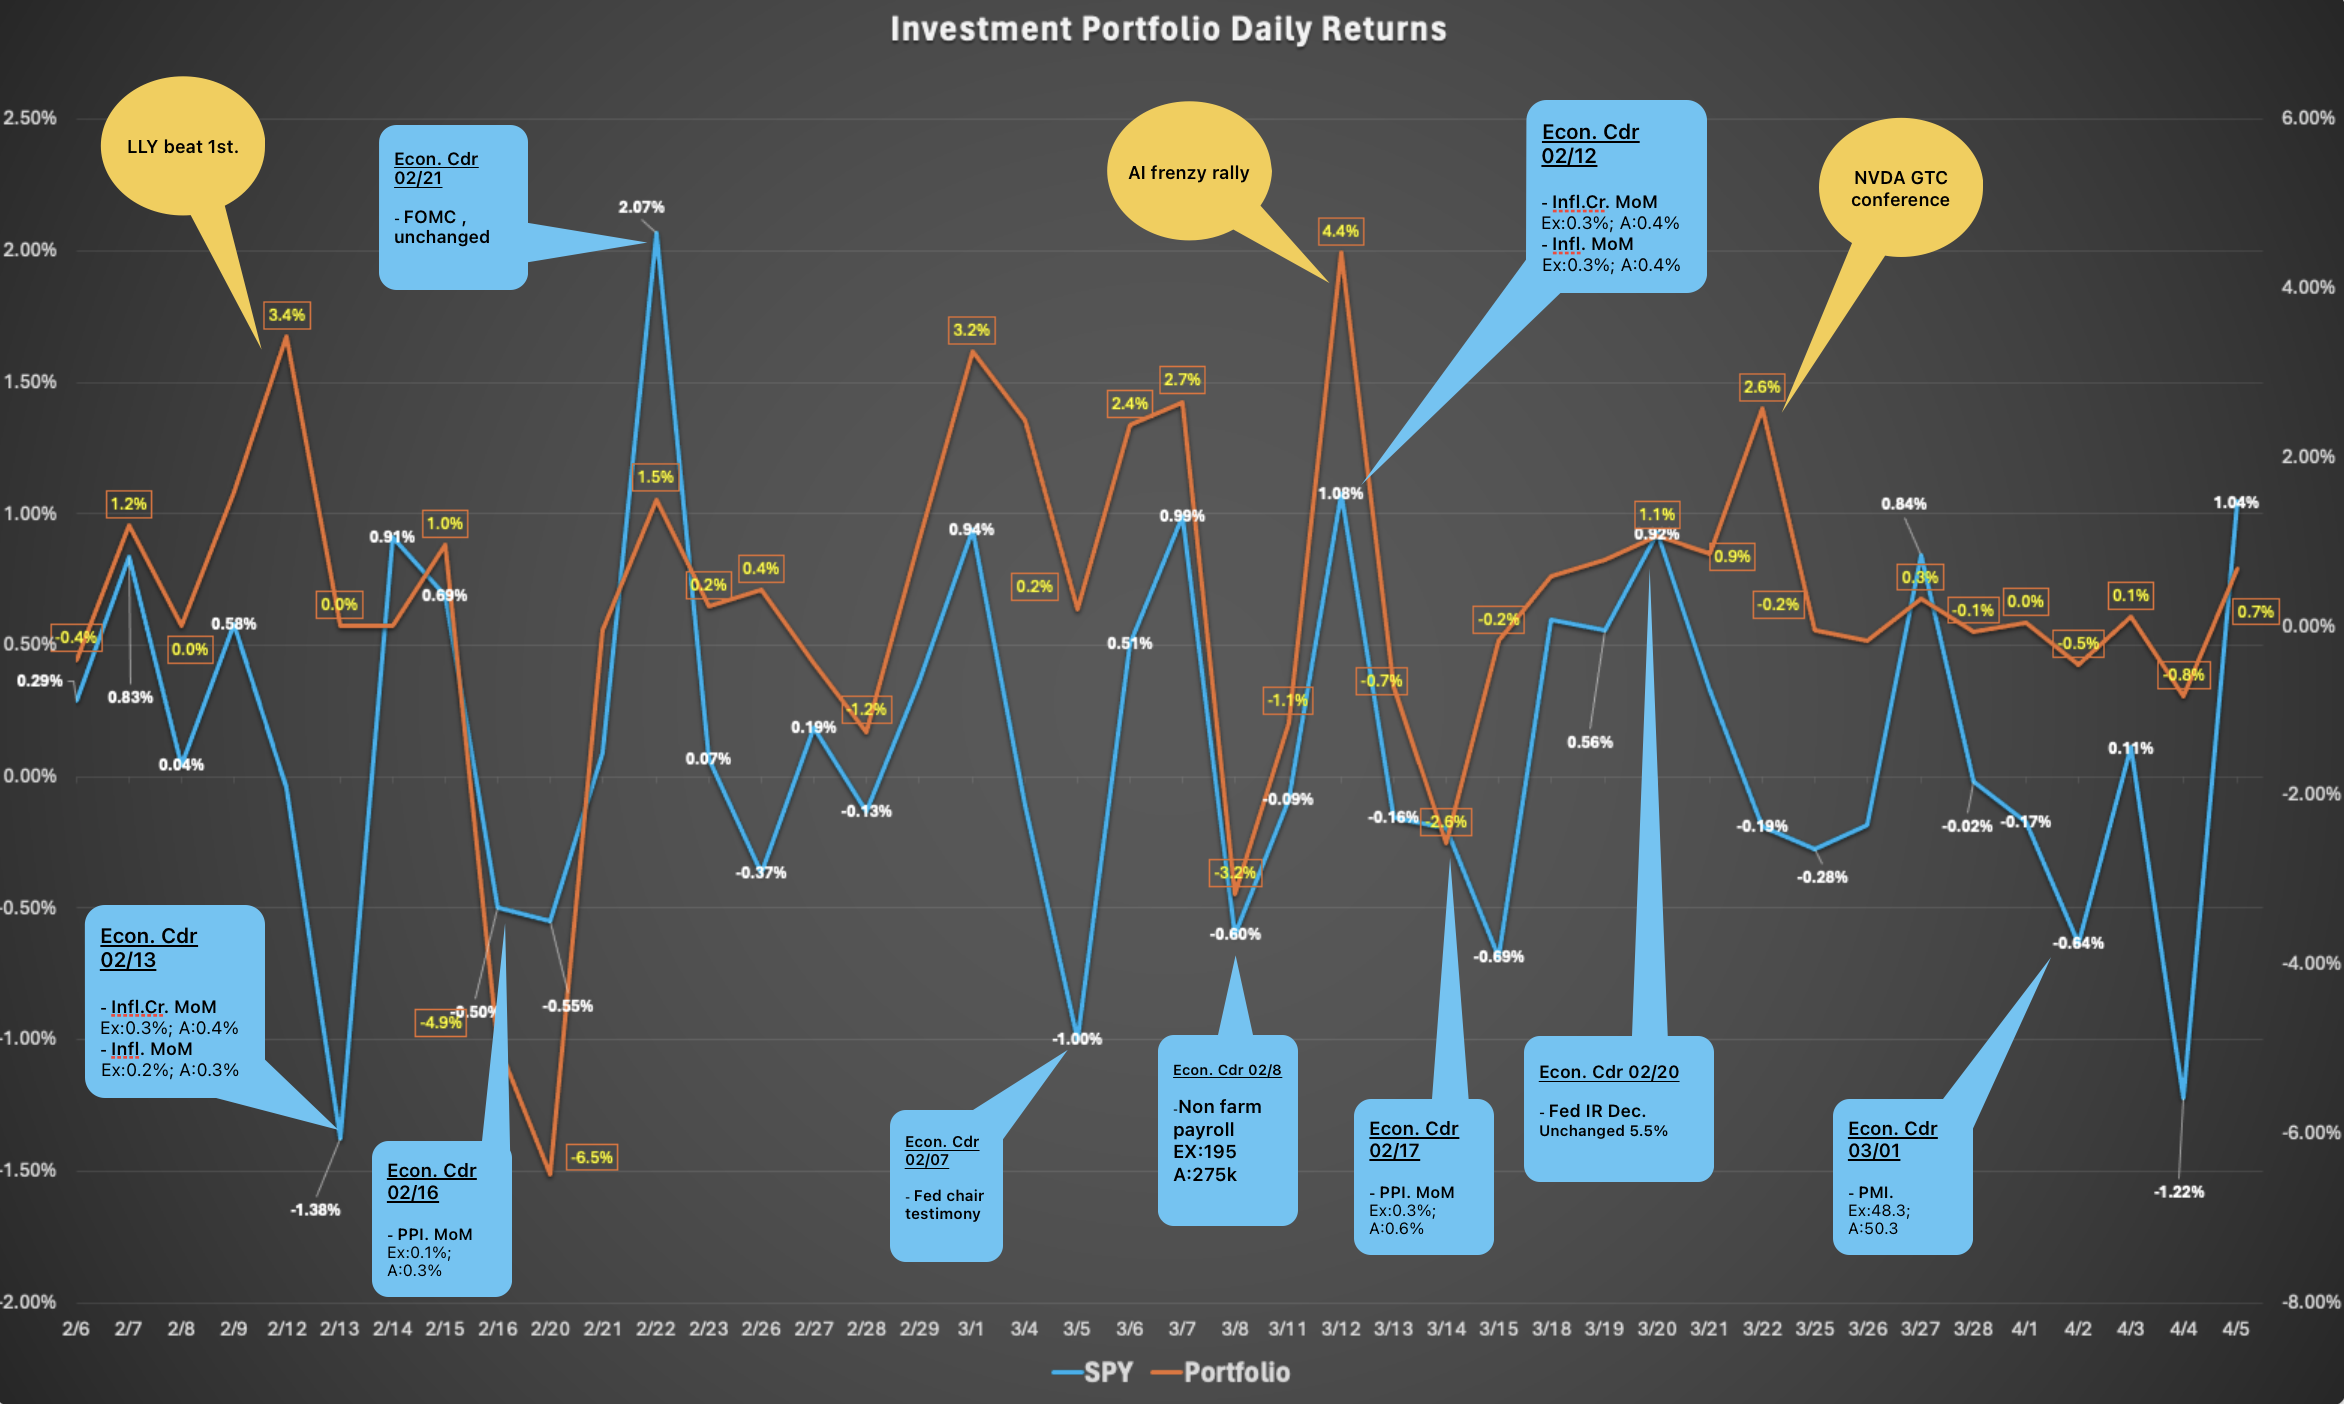 Investment Portfolio Daily Returns
2.50%
2.00%
1.50%
1.00%
0.50%
0.00%
-0.50%
-1.00%
-1.50%
-2.00%
6.00%
4.00%
2.00%
0.00%
-2.00%
-4.00%
-6.00%
-8.00%
LLY beat 1st.
Econ. Cdr
02/21
- FOMC ,
unchanged
AI frenzy rally
Econ. Cdr
02/12
- Infl.Cr. MoM
Ex:0.3%; A:0.4%
- Infl. MoM
Ex:0.3%; A:0.4%
NVDA GTC
conference
-0.4%
1.2%
0.0%
3.4%
0.0%
1.0%
-4.9%
-6.5%
1.5%
0.2%
0.4%
-1.2%
3.2%
0.2%
2.4%
2.7%
-3.2%
-1.1%
4.4%
-0.7%
-2.6%
-0.2%
1.1%
0.9%
2.6%
-0.2%
0.3%
-0.1%
0.0%
-0.5%
0.1%
-0.8%
0.7%
0.29%
0.83%
0.04%
0.58%
-1.38%
0.91%
0.69%
-0.50%
-0.55%
2.07%
0.07%
-0.37%
0.19%
-0.13%
0.94%
-1.00%
0.51%
0.99%
-0.60%
-0.09%
1.08%
-0.16%
-0.69%
0.56%
0.92%
-0.19%
-0.28%
0.84%
-0.02%
-0.17%
-0.64%
0.11%
-1.22%
1.04%
Econ. Cdr
02/13
- Infl.Cr. MoM
Ex:0.3%; A:0.4%
- Infl. MoM
Ex:0.2%; A:0.3%
Econ. Cdr
02/16
- PPI. MoM
Ex:0.1%;
A:0.3%
Econ. Cdr
02/07
- Fed chair
testimony
Econ. Cdr 02/8
-Non farm
payroll
EX:195
A:275k
Econ. Cdr
02/17
- PPI. MoM
Ex:0.3%;
A:0.6%
Econ. Cdr 02/20
- Fed IR Dec.
Unchanged 5.5%
Econ. Cdr
03/01
- PMI.
Ex:48.3;
A:50.3
2/6 2/7 2/8 2/9 2/12 2/13 2/14 2/15 2/16 2/20 2/21 2/22 2/23 2/26 2/27 2/28 2/29 3/1 3/4 3/5 3/6 3/7 3/8 3/11 3/12 3/13 3/14 3/15 3/18 3/19 3/20 3/21 3/22 3/25 3/26 3/27 3/28 4/1 4/2 4/3 4/4 4/5
SPY Portfolio